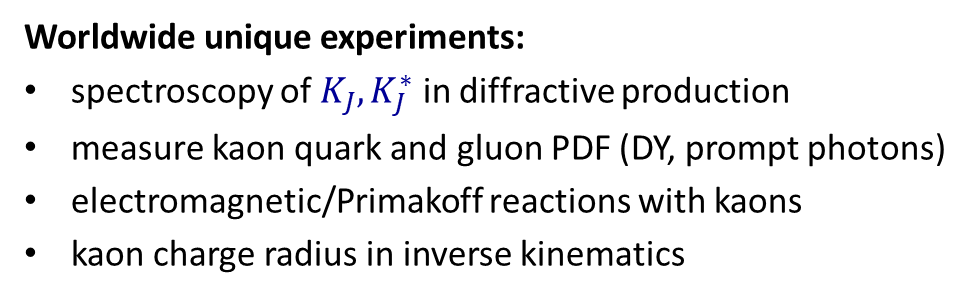 Worldwide unique experiments:
• spectroscopy of K_J, K_J^* in diffractive production
• measure kaon quark and gluon PDF (DY, prompt photons)
• electromagnetic/Primakoff reactions with kaons
• kaon charge radius in inverse kinematics